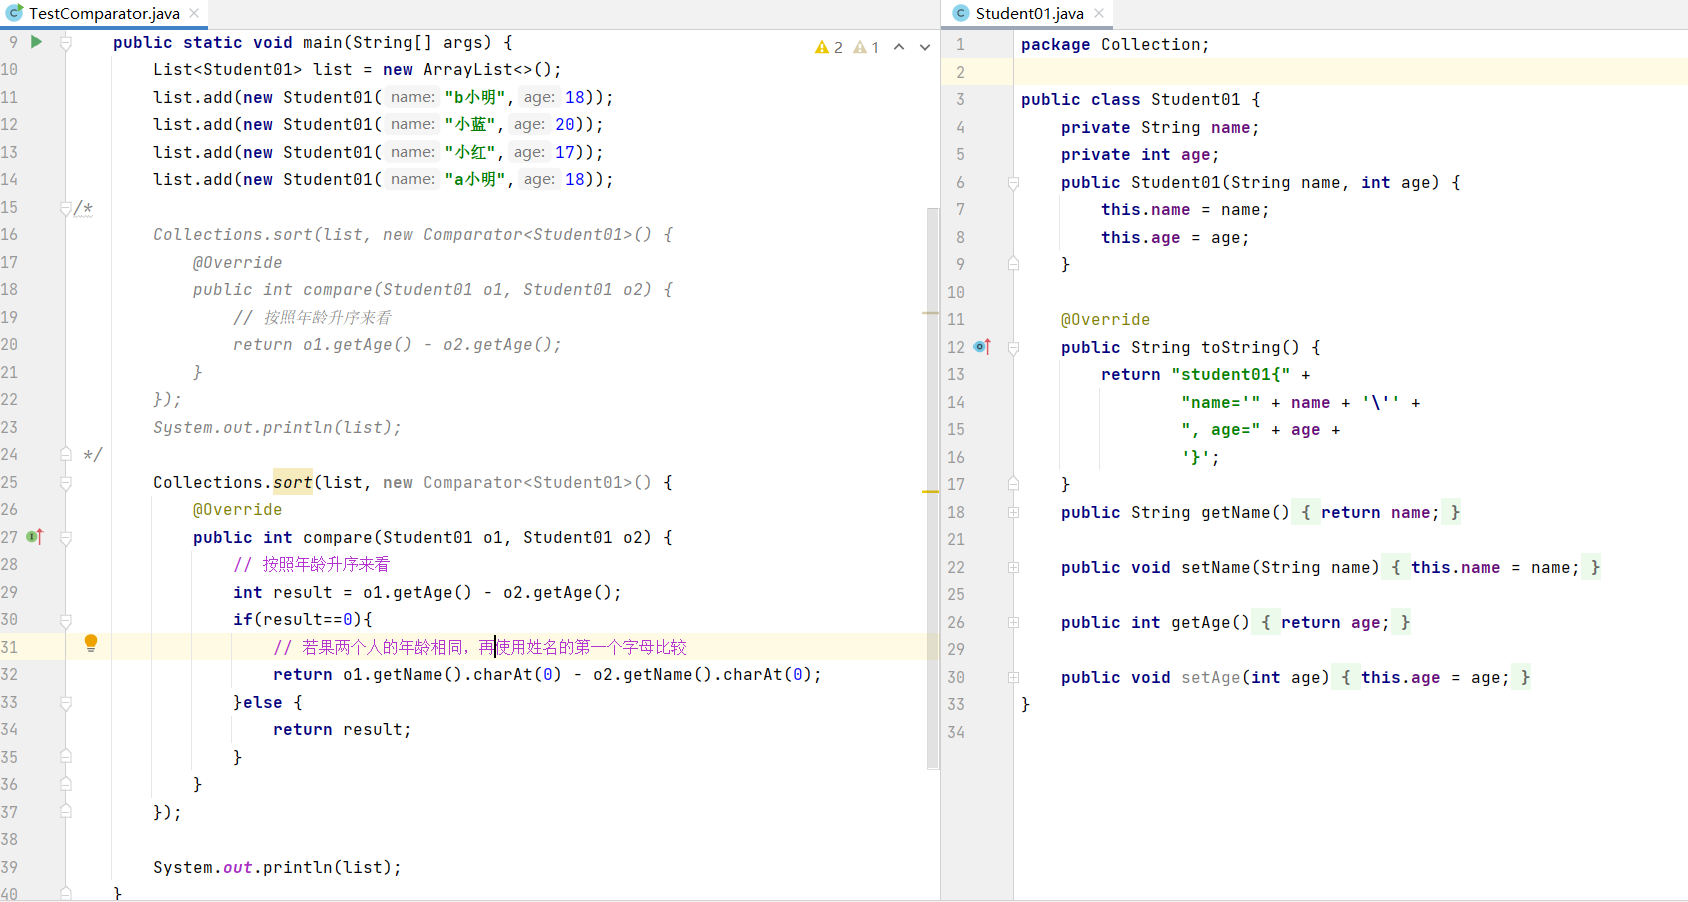 TestComparator.java
9 public static void main(String[] args) {
2 1
10 List<Student01> list = new ArrayList<>();
11 list.add(new Student01( name: "b小明", age: 18));
12 list.add(new Student01( name: "小蓝", age: 20));
13 list.add(new Student01( name: "小红", age: 17));
14 list.add(new Student01( name: "a小明", age: 18));
15 /*
16 Collections.sort(list, new Comparator<Student01>() {
17 @Override
18 public int compare(Student01 o1, Student01 o2) {
19 // 按照年龄升序来看
20 return o1.getAge() - o2.getAge();
21 }
22 });
23 System.out.println(list);
24 */
25 Collections.sort(list, new Comparator<Student01>() {
26 @Override
27 public int compare(Student01 o1, Student01 o2) {
28 // 按照年龄升序来看
29 int result = o1.getAge() - o2.getAge();
30 if(result==0){
31 // 若果两个人的年龄相同，再使用姓名的第一个字母比较
32 return o1.getName().charAt(0) - o2.getName().charAt(0);
33 }else {
34 return result;
35 }
36 }
37 });
38
39 System.out.println(list);
40 }
Student01.java
1 package Collection;
2
3 public class Student01 {
4 private String name;
5 private int age;
6 public Student01(String name, int age) {
7 this.name = name;
8 this.age = age;
9 }
10
11 @Override
12 public String toString() {
13 return "student01{" +
14 "name='" + name + '\'' +
15 ", age=" + age +
16 '}';
17 }
18 public String getName() { return name; }
21
22 public void setName(String name) { this.name = name; }
25
26 public int getAge() { return age; }
29
30 public void setAge(int age) { this.age = age; }
33 }
34